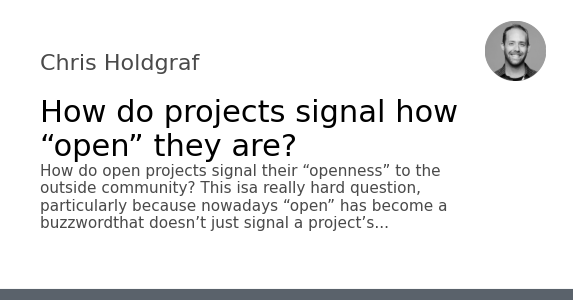 Chris Holdgraf
How do projects signal how
“open” they are?
How do open projects signal their “openness” to the
outside community? This isa really hard question,
particularly because nowadays “open” has become a
buzzwordthat doesn’t just signal a project’s...